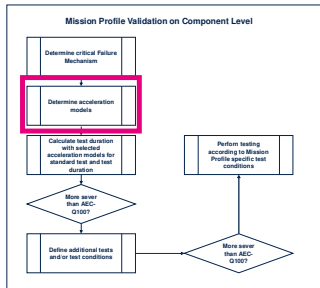 Mission Profile Validation on Component Level
Determine critical Failure
Mechanism
Determine acceleration
models
Calculate test duration
with selected
acceleration models for
standard test and test
duration
More sever
than AEC-
Q100?
Define additional tests
and/or test conditions
Perform testing
according to Mission
Profile specific test
conditions
More sever
than AEC-
Q100?